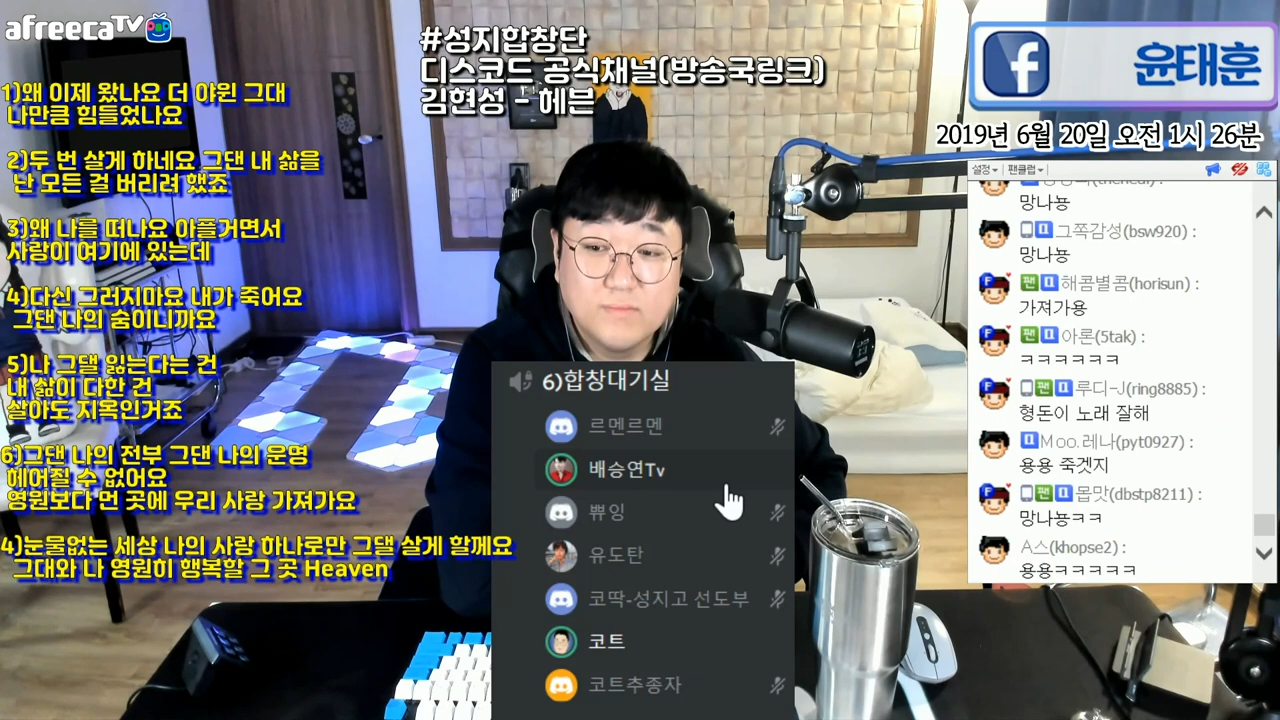 afreecaTV
#성지합창단
디스코드 공식채널(방송국링크)
김현성 - 헤븐
윤태훈
2019년 6월 20일 오전 1시 26분
1)왜 이제 왔나요 더 야윈 그대
나만큼 힘들었나요
2)두 번 살게 하네요 그댄 내 삶을
난 모든 걸 버리려 했죠
3)왜 나를 떠나요 아플거면서
사랑이 여기에 있는데
4)다신 그러지마요 내가 죽어요
그댄 나의 숨이니까요
5)나 그댈 잃는다는 건
내 삶이 다한 건
살아도 지옥인거죠
6)그댄 나의 전부 그댄 나의 운명
헤어질 수 없어요
영원보다 먼 곳에 우리 사랑 가져가요
4)눈물없는 세상 나의 사랑 하나로만 그댈 살게 할께요
그대와 나 영원히 행복할 그 곳 Heaven
6)합창대기실
르멘르멘
배승연Tv
쀼잉
유도탄
코딱-성지고 선도부
코트
코트추종자
설정 팬클럽
망나뇽
그쪽감성(bsw920) :
망나뇽
팬 해콤별콤(horisun) :
가져가용
팬 아론(5tak) :
ㅋㅋㅋㅋㅋㅋ
팬 루디-J(ring8885) :
형돈이 노래 잘해
Moo.레나(pyt0927) :
용용 죽겟지
팬 몹맛(dbstp8211) :
망나뇽ㅋㅋ
A스(khopse2) :
용용ㅋㅋㅋㅋㅋ